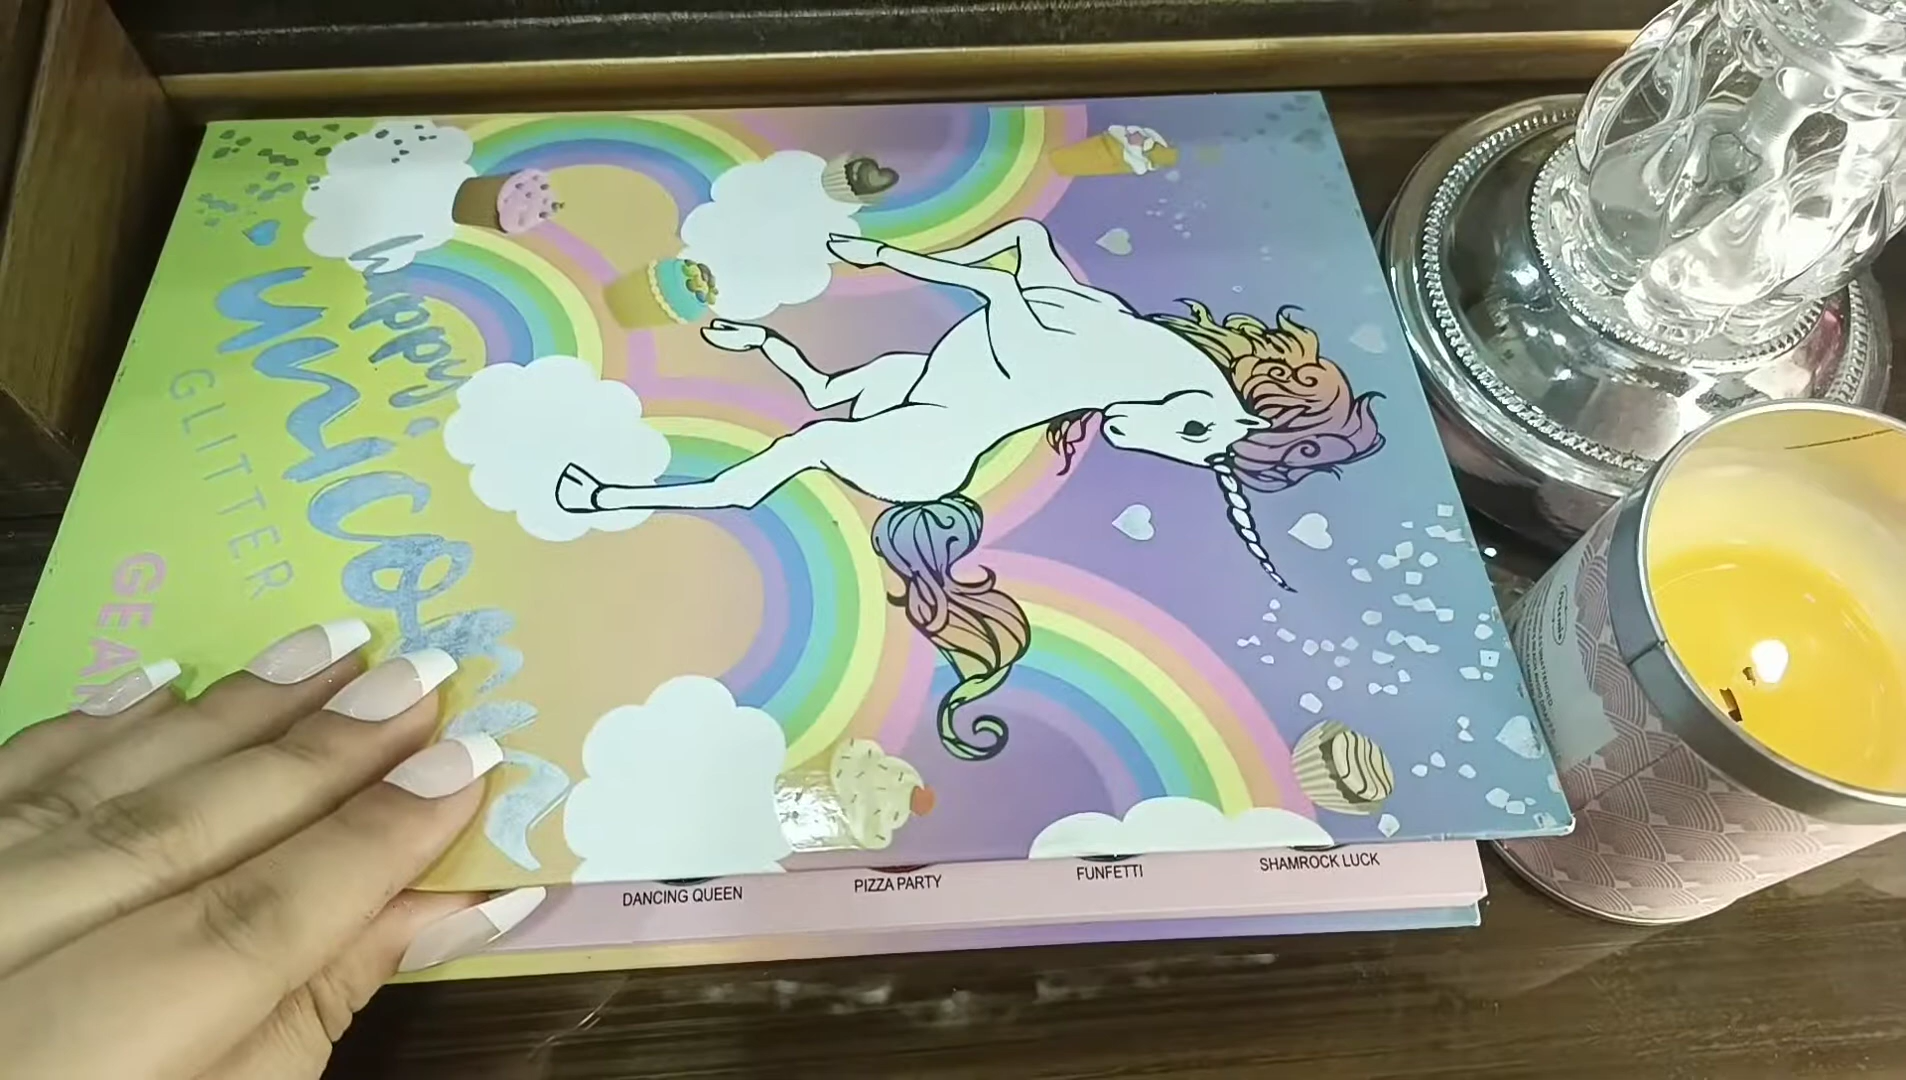 happy
unicorn
GLITTER
DANCING QUEEN
PIZZA PARTY
FUNFETTI
SHAMROCK LUCK